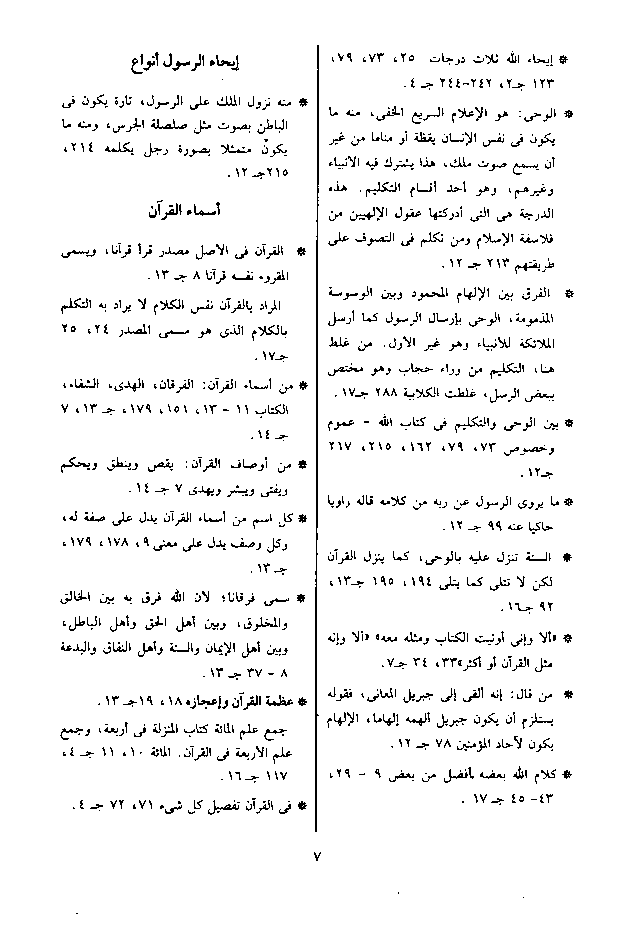 * إيحاء الله ثلاث درجات ٢٥، ٧٣، ٧٩،
١٢٣ جـ٢، ٢٤٢-٢٤٤ جـ ٤.
* الوحى: هو الإعلام السريع الخفى، منه ما
يكون فى نفس الإنسان يقظة أو مناما من غير
أن يسمع صوت ملك، هذا يشترك فيه الأنبياء
وغيرهم، وهو أحد أقسام التكليم. هذه
الدرجة هى التى أدركتها عقول الإلهيين من
فلاسفة الإسلام ومن تكلم فى التصوف على
طريقتهم ٢١٣ جـ ١٢.
* الفرق بين الإلهام المحمود وبين الوسوسة
المذمومة، الوحى بإرسال الرسول كما أرسل
الملائكة للأنبياء وهو غير الأول. من غلط
هنا، التكليم من وراء حجاب وهو مختص
ببعض الرسل، غلطت الكلابية ٢٨٨ جـ١٧.
* بين الوحى والتكليم فى كتاب الله - عموم
وخصوص ٧٣، ٧٩، ١٦٢، ٢١٥، ٢١٧
جـ١٢.
* ما يروى الرسول عن ربه من كلامه قاله راويا
حاكيا عنه ٩٩ جـ ١٢.
* السنة تنزل عليه بالوحى، كما ينزل القرآن
لكن لا تتلى كما يتلى ١٩٤، ١٩٥ جـ١٣،
٩٢ جـ١٦.
* «ألا وإنى أوتيت الكتاب ومثله معه» «ألا وإنه
مثل القرآن أو أكثر»٣٣، ٣٤ جـ٧.
* من قال: إنه ألقى إلى جبريل المعانى، فقوله
يستلزم أن يكون جبريل ألهمه إلهاما، الإلهام
يكون لآحاد المؤمنين ٧٨ جـ ١٢.
* كلام الله بعضه أفضل من بعض ٩ - ٢٩،
٤٣- ٤٥ جـ ١٧ .
إيحاء الرسول أنواع
* منه نزول الملك على الرسول، تارة يكون فى
الباطن بصوت مثل صلصلة الجرس، ومنه ما
يكون متمثلا بصورة رجل يكلمه ٢١٤،
٢١٥جـ ١٢.
أسماء القرآن
* القرآن فى الأصل مصدر قرأ قرآنا، ويسمى
المقروء نفسه قرآنا ٨ جـ ١٣.
المراد بالقرآن نفس الكلام لا يراد به التكلم
بالكلام الذى هو مسمى المصدر ٢٤، ٢٥
جـ١٧.
* من أسماء القرآن: الفرقان، الهدى، الشفاء،
الكتاب ١١ - ١٣، ١٥١، ١٧٩، جـ ١٣، ٧
جـ ١٤.
* من أوصاف القرآن: يقص وينطق ويحكم
ويفتى ويبشر ويهدى ٧ جـ ١٤.
* كل اسم من أسماء القرآن يدل على صفة له،
وكل وصف يدل على معنى ٩، ١٧٨، ١٧٩،
جـ ١٣.
* سمى فرقانا؛ لأن الله فرق به بين الخالق
والمخلوق، وبين أهل الحق وأهل الباطل،
وبين أهل الإيمان والسنة وأهل النفاق والبدعة
٨ - ٣٧ جـ ١٣.
* عظمة القرآن وإعجازه ١٨، ١٩جـ ١٣.
جمع علم المائة كتاب المنزلة فى أربعة، وجمع
علم الأربعة فى القرآن. المائة ١٠، ١١ جـ ٤،
١١٧ جـ١٦.
* فى القرآن تفصيل كل شىء ٧١، ٧٢ جـ ٤.
٧